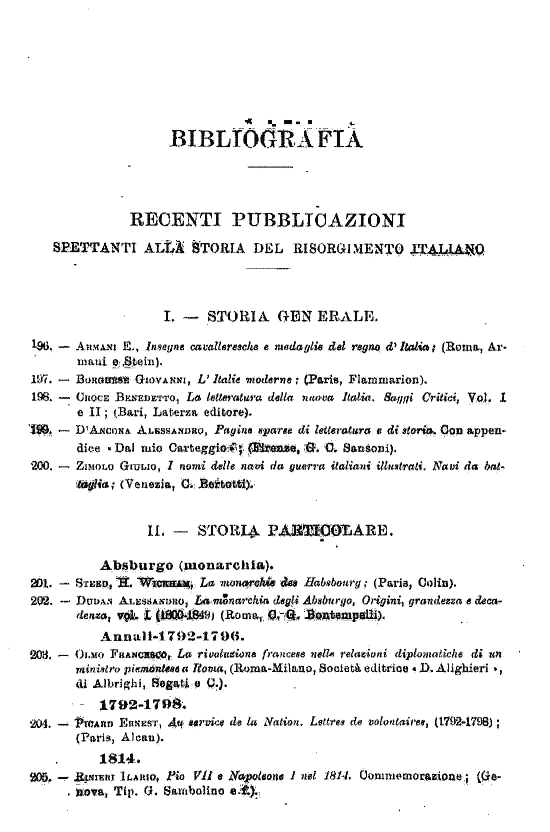 BIBLIOGRAFIA
RECENTI PUBBLICAZIONI
SPETTANTI ALLA STORIA DEL RISORGIMENTO ITALIANO
I. — STORIA GENERALE.
196. — ARMANI E., Insegne cavalleresche e medaglie del regno d'Italia; (Roma, Ar-
mani e Stein).
197. — BORGHESE GIOVANNI, L'Italie moderne; (Paris, Flammarion).
198. — CROCE BENEDETTO, La letteratura della nuova Italia. Saggi Critici, Vol. I
e II; (Bari, Laterza editore).
199. — D'ANCONA ALESSANDRO, Pagine sparse di letteratura e di storia. Con appen-
dice « Dal mio Carteggio »; (Firenze, G. C. Sansoni).
200. — ZIMOLO GIULIO, I nomi delle navi da guerra italiani illustrati. Navi da bat-
taglia; (Venezia, C. Bertotti).
II. — STORIA PARTICOLARE.
Absburgo (monarchia).
201. — STEED, H. WICKHAM, La monarchie des Habsbourg; (Paris, Colin).
202. — DUDAN ALESSANDRO, La monarchia degli Absburgo, Origini, grandezza e deca-
denza, vol. I (1800-1849) (Roma, C. G. Bontempelli).
Annali-1792-1796.
203. — OLMO FRANCESCO, La rivoluzione francese nelle relazioni diplomatiche di un
ministro piemontese a Roma, (Roma-Milano, Società editrice « D. Alighieri »,
di Albrighi, Segati e C.).
1792-1798.
204. — PICARD ERNEST, Au service de la Nation. Lettres de volontaires, (1792-1798);
(Paris, Alcan).
1814.
205. — RINIERI ILARIO, Pio VII e Napoleone I nel 1814. Commemorazione; (Ge-
nova, Tip. G. Sambolino e f.).